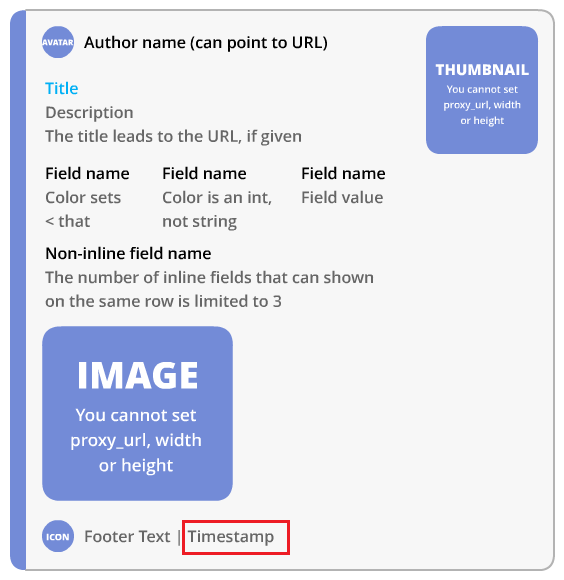 AVATAR Author name (can point to URL)
THUMBNAIL
You cannot set
proxy_url, width
or height
Title
Description
The title leads to the URL, if given
Field name Field name Field name
Color sets Color is an int, Field value
< that not string
Non-inline field name
The number of inline fields that can shown
on the same row is limited to 3
IMAGE
You cannot set
proxy_url, width
or height
ICON Footer Text | Timestamp